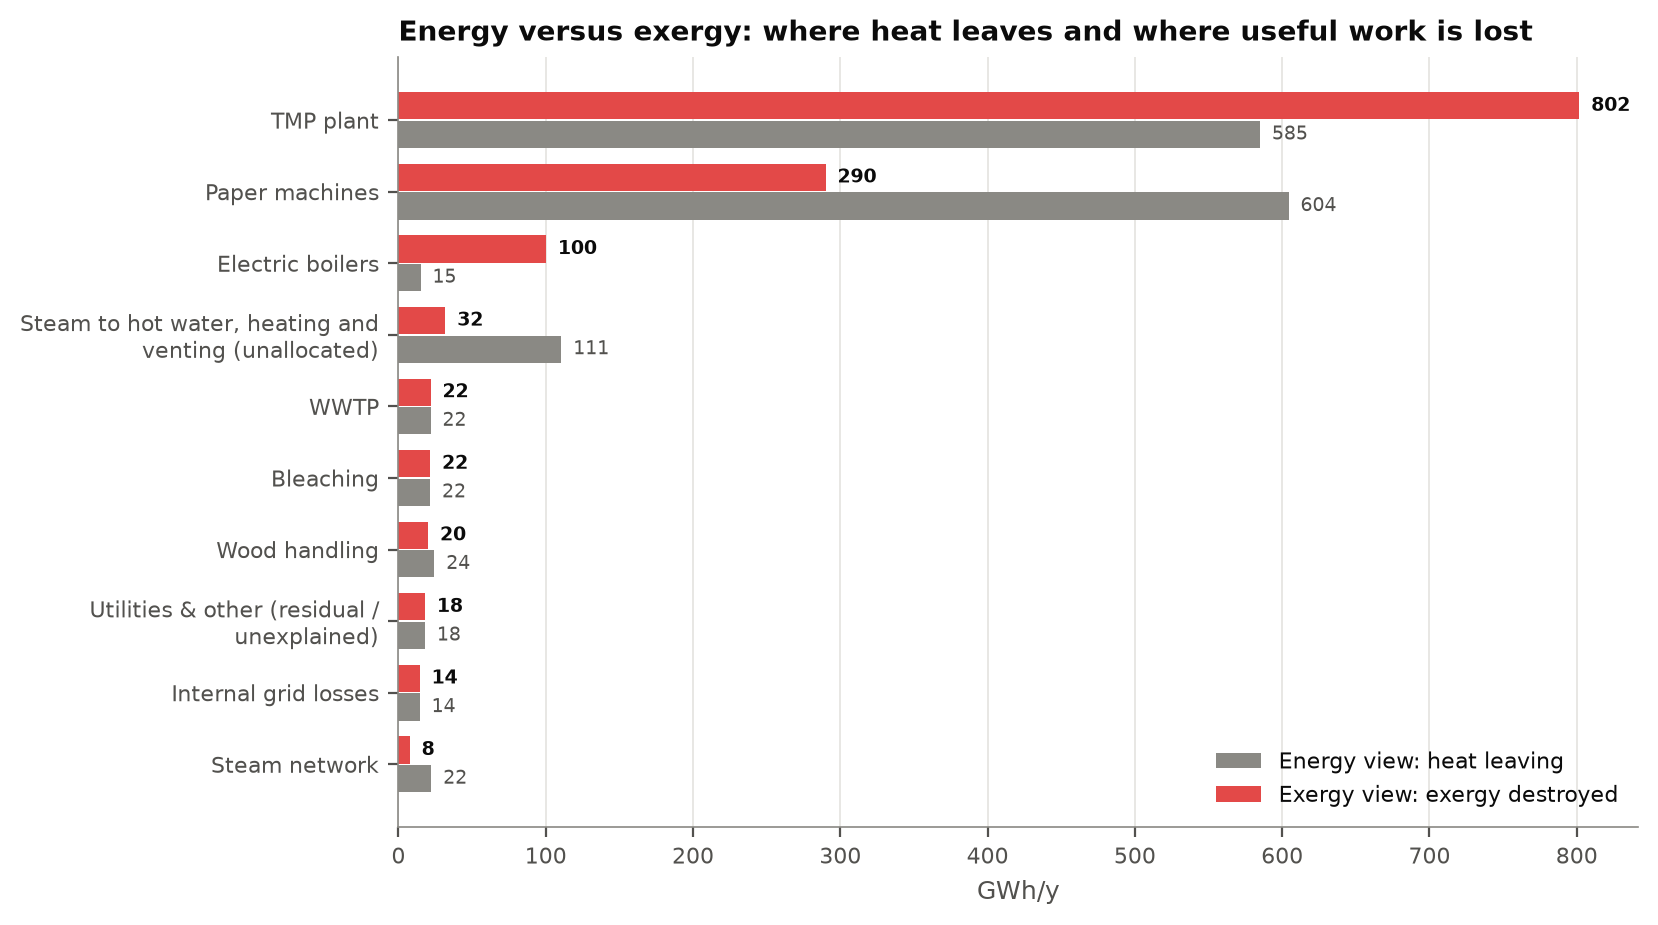 Energy versus exergy: where heat leaves and where useful work is lost
TMP plant
802
585
Paper machines
290
604
Electric boilers
100
15
Steam to hot water, heating and
venting (unallocated)
32
111
WWTP
22
22
Bleaching
22
22
Wood handling
20
24
Utilities & other (residual /
unexplained)
18
18
Internal grid losses
14
14
Steam network
8
22
Energy view: heat leaving
Exergy view: exergy destroyed
0 100 200 300 400 500 600 700 800
GWh/y